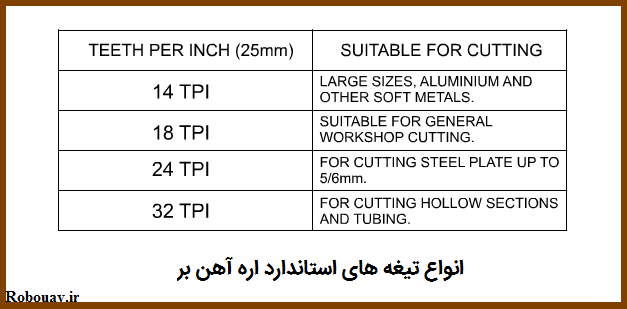 TEETH PER INCH (25mm) SUITABLE FOR CUTTING
14 TPI LARGE SIZES, ALUMINIUM AND
OTHER SOFT METALS.
18 TPI SUITABLE FOR GENERAL
WORKSHOP CUTTING.
24 TPI FOR CUTTING STEEL PLATE UP TO
5/6mm.
32 TPI FOR CUTTING HOLLOW SECTIONS
AND TUBING.
انواع تیغه های استاندارد اره آهن بر
Robouav.ir